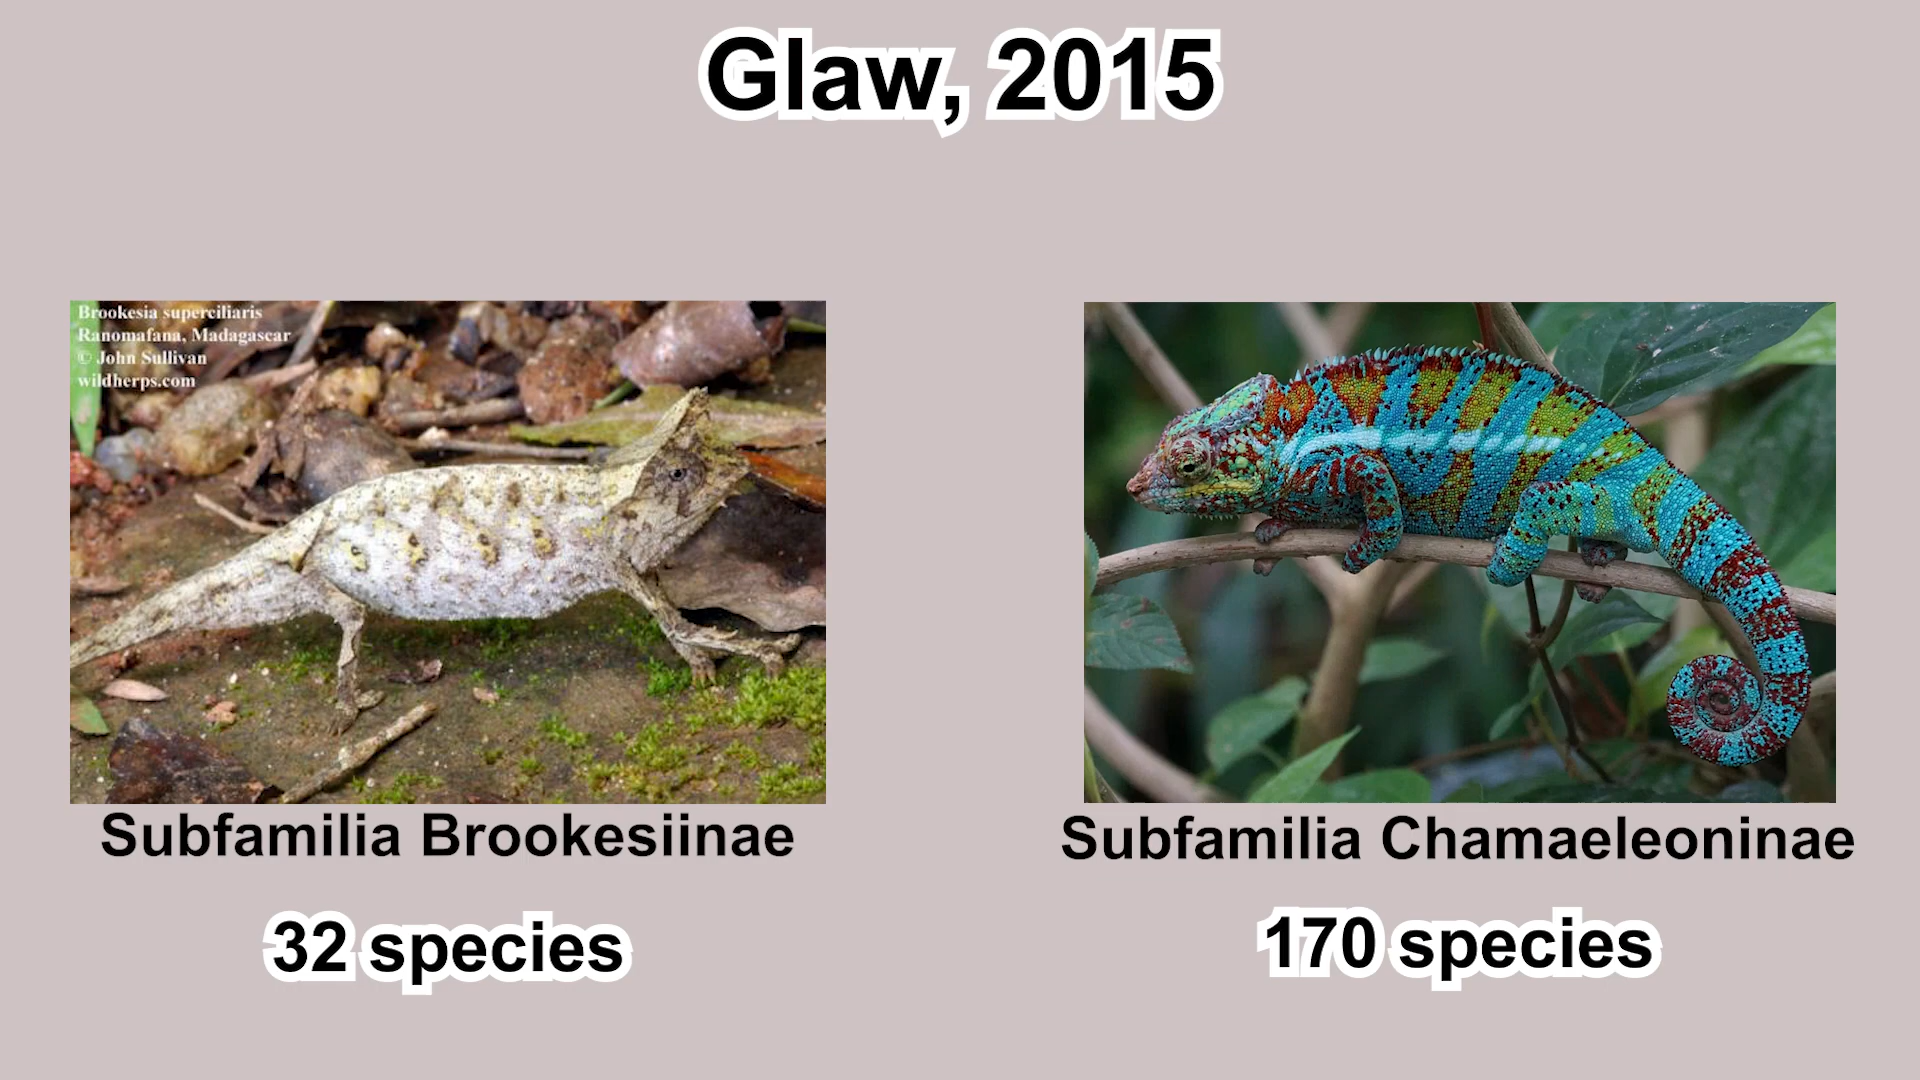 Glaw, 2015
Brookesia superciliaris
Ranomafana, Madagascar
© John Sullivan
wildherps.com
Subfamilia Brookesiinae
Subfamilia Chamaeleoninae
32 species
170 species